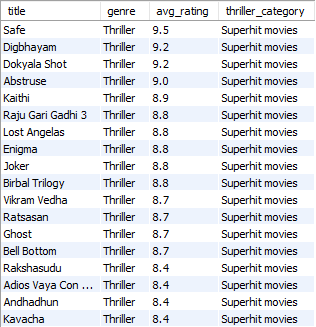 title genre avg_rating thriller_category
Safe Thriller 9.5 Superhit movies
Digbhayam Thriller 9.2 Superhit movies
Dokyala Shot Thriller 9.2 Superhit movies
Abstruse Thriller 9.0 Superhit movies
Kaithi Thriller 8.9 Superhit movies
Raju Gari Gadhi 3 Thriller 8.8 Superhit movies
Lost Angelas Thriller 8.8 Superhit movies
Enigma Thriller 8.8 Superhit movies
Joker Thriller 8.8 Superhit movies
Birbal Trilogy Thriller 8.8 Superhit movies
Vikram Vedha Thriller 8.7 Superhit movies
Ratsasan Thriller 8.7 Superhit movies
Ghost Thriller 8.7 Superhit movies
Bell Bottom Thriller 8.7 Superhit movies
Rakshasudu Thriller 8.4 Superhit movies
Adios Vaya Con ... Thriller 8.4 Superhit movies
Andhadhun Thriller 8.4 Superhit movies
Kavacha Thriller 8.4 Superhit movies